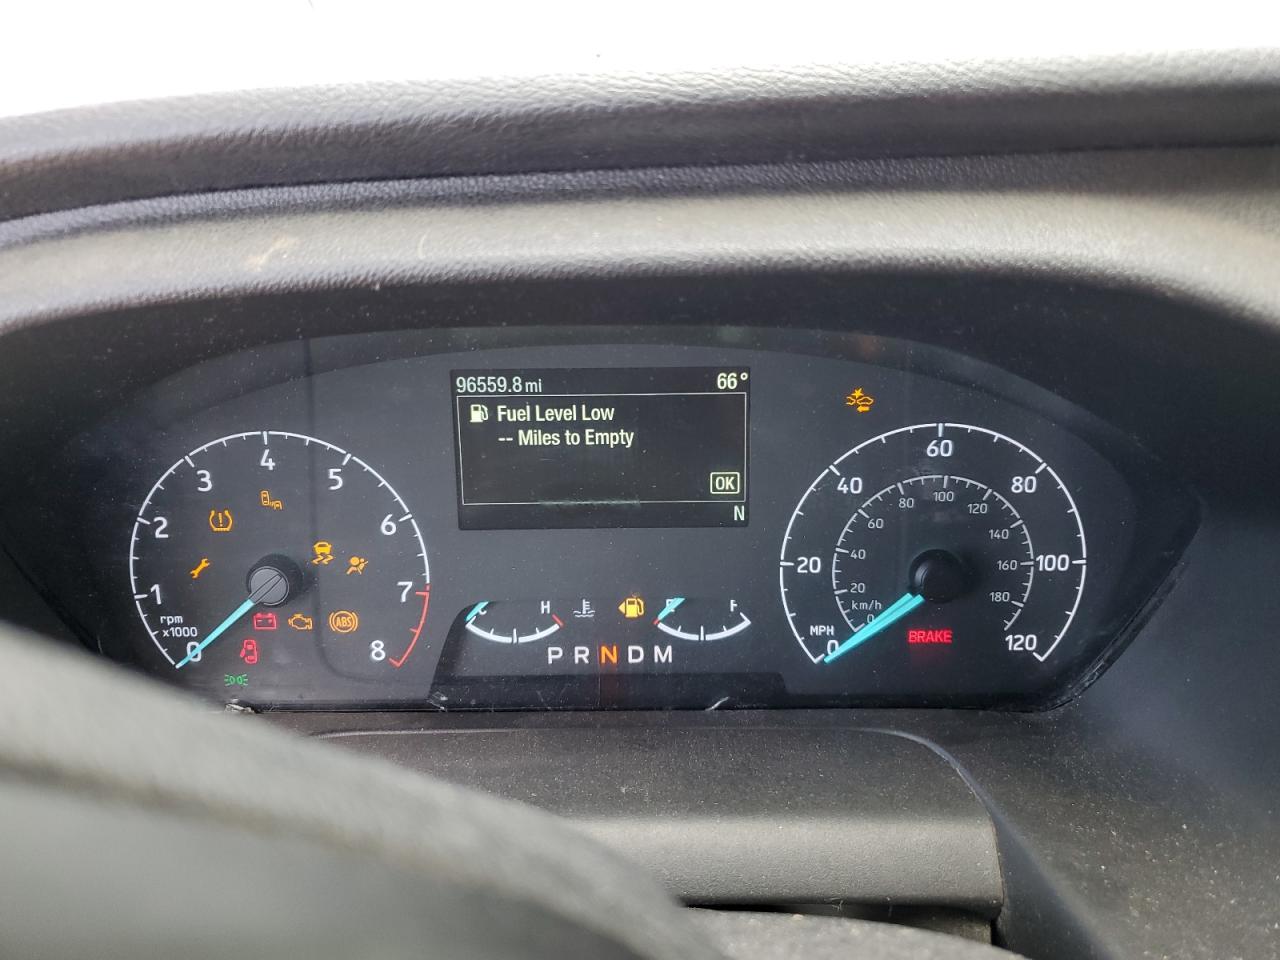 96559.8 mi 66°
Fuel Level Low
-- Miles to Empty
OK
N
0 1 2 3 4 5 6 7 8
rpm
x1000
ABS
C H
E F
P R N D M
0 20 40 60 80 100 120
MPH
0 20 40 60 80 100 120 140 160 180
km/h
BRAKE